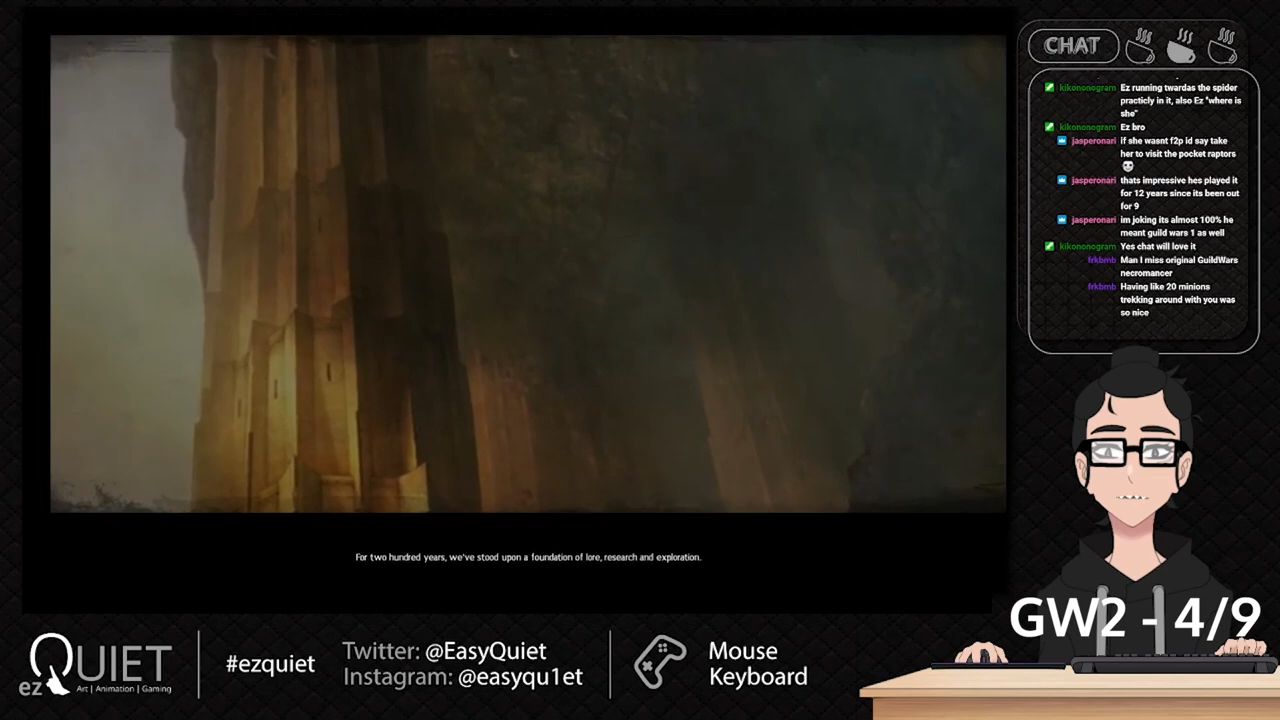 CHAT
kikononogram Ez running twardas the spider
practicly in it, also Ez "where is
she"
kikononogram Ez bro
jasperonari if she wasnt f2p id say take
her to visit the pocket raptors
jasperonari thats impressive hes played it
for 12 years since its been out
for 9
jasperonari im joking its almost 100% he
meant guild wars 1 as well
kikononogram Yes chat will love it
frkbmb Man I miss original GuildWars
necromancer
frkbmb Having like 20 minions
trekking around with you was
so nice
For two hundred years, we've stood upon a foundation of lore, research and exploration.
GW2 - 4/9
ez QUIET
Art | Animation | Gaming
#ezquiet
Twitter: @EasyQuiet
Instagram: @easyqu1et
Mouse
Keyboard